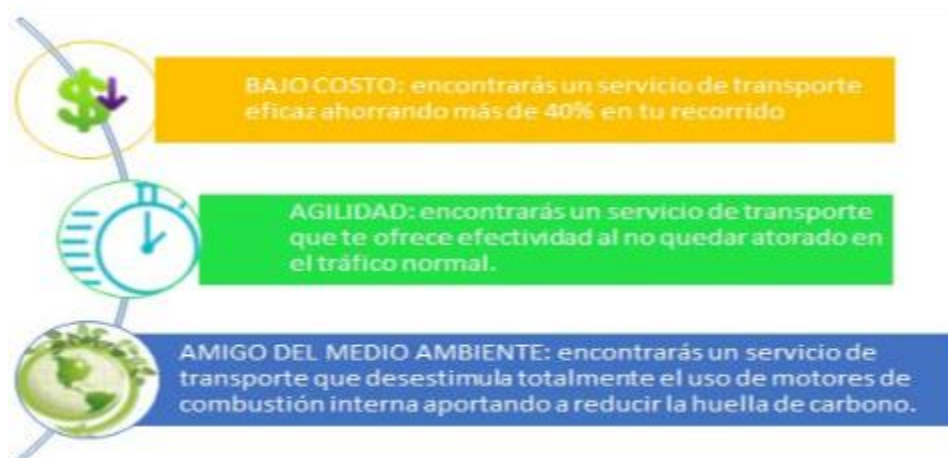 BAJO COSTO: encontrarás un servicio de transporte
eficaz ahorrando más de 40% en tu recorrido
AGILIDAD: encontrarás un servicio de transporte
que te ofrece efectividad al no quedar atorado en
el tráfico normal.
AMIGO DEL MEDIO AMBIENTE: encontrarás un servicio de
transporte que desestimula totalmente el uso de motores de
combustión interna aportando a reducir la huella de carbono.